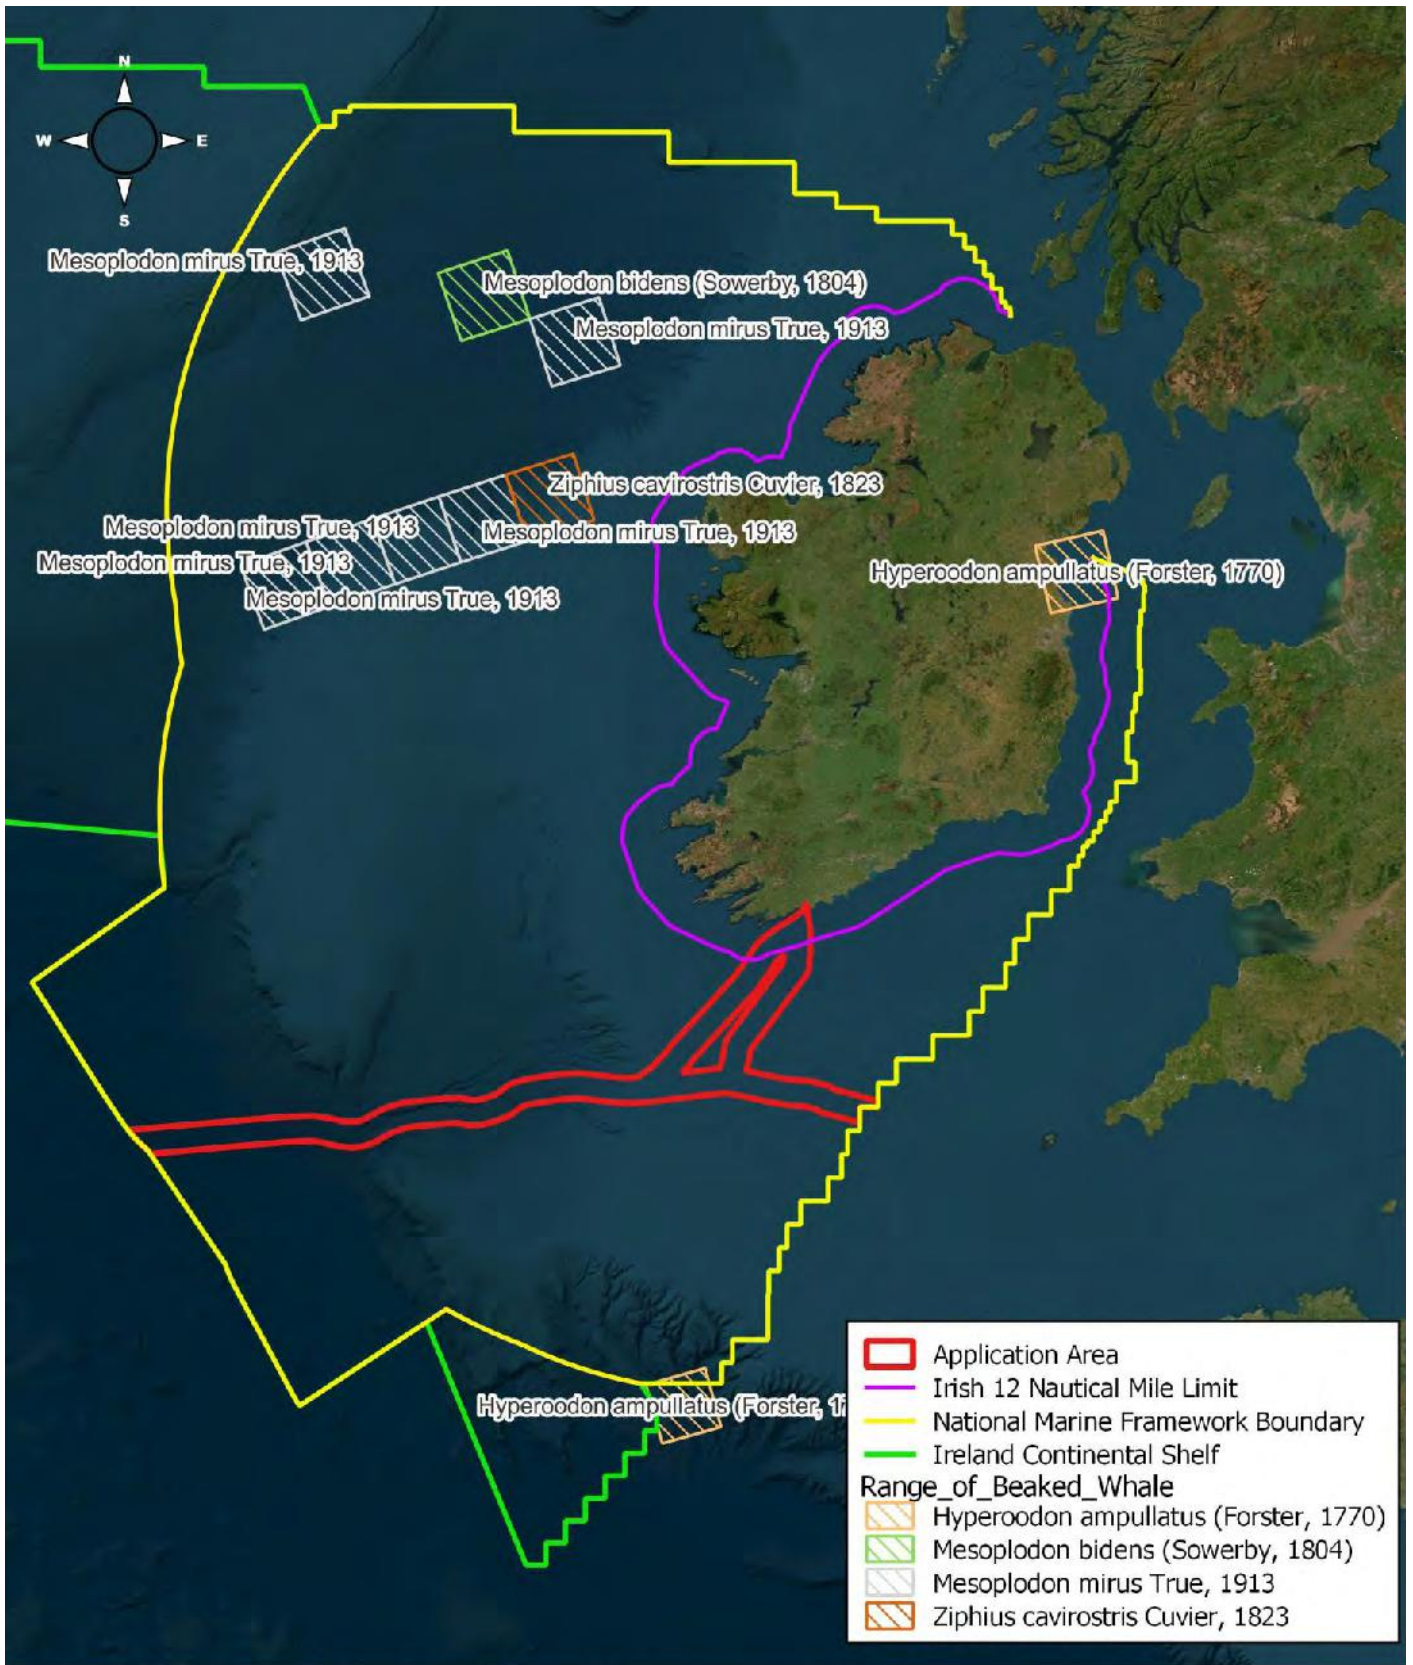 N
W
E
S
Mesoplodon mirus True, 1913
Mesoplodon bidens (Sowerby, 1804)
Mesoplodon mirus True, 1913
Ziphius cavirostris Cuvier, 1823
Mesoplodon mirus True, 1913
Mesoplodon mirus True, 1913
Mesoplodon mirus True, 1913
Mesoplodon mirus True, 1913
Hyperoodon ampullatus (Forster, 1770)
Hyperoodon ampullatus (Forster, 17
Application Area
Irish 12 Nautical Mile Limit
National Marine Framework Boundary
Ireland Continental Shelf
Range_of_Beaked_Whale
Hyperoodon ampullatus (Forster, 1770)
Mesoplodon bidens (Sowerby, 1804)
Mesoplodon mirus True, 1913
Ziphius cavirostris Cuvier, 1823